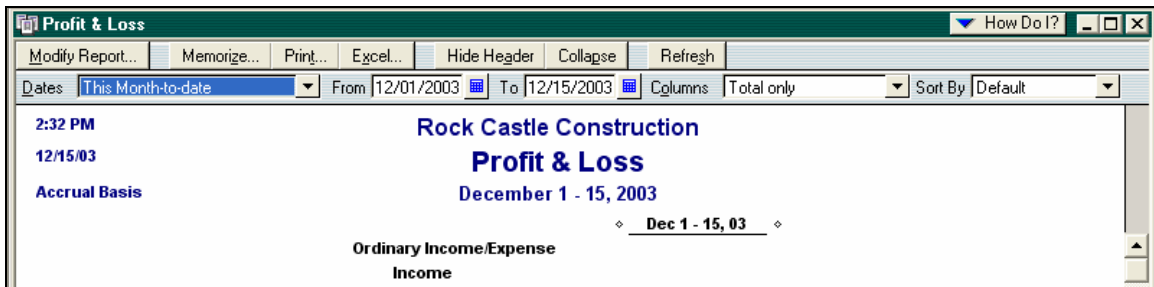 Profit & Loss How Do I?
Modify Report... Memorize... Print... Excel... Hide Header Collapse Refresh
Dates This Month-to-date From 12/01/2003 To 12/15/2003 Columns Total only Sort By Default
2:32 PM Rock Castle Construction
12/15/03 Profit & Loss
Accrual Basis December 1 - 15, 2003
Dec 1 - 15, 03
Ordinary Income/Expense
Income